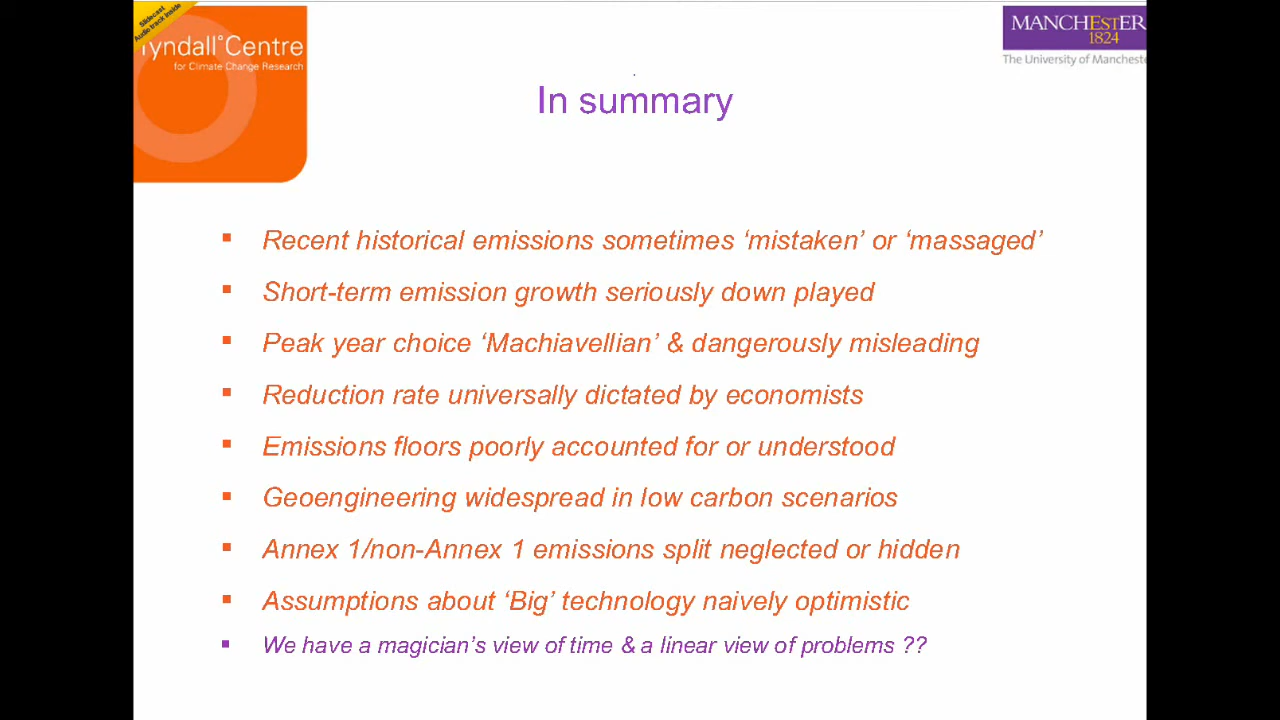 Slidecast
Audio track inside
Tyndall°Centre
for Climate Change Research
MANCHESTER
1824
The University of Manchester
In summary
▪ Recent historical emissions sometimes ‘mistaken’ or ‘massaged’
▪ Short-term emission growth seriously down played
▪ Peak year choice ‘Machiavellian’ & dangerously misleading
▪ Reduction rate universally dictated by economists
▪ Emissions floors poorly accounted for or understood
▪ Geoengineering widespread in low carbon scenarios
▪ Annex 1/non-Annex 1 emissions split neglected or hidden
▪ Assumptions about ‘Big’ technology naively optimistic
▪ We have a magician’s view of time & a linear view of problems ??